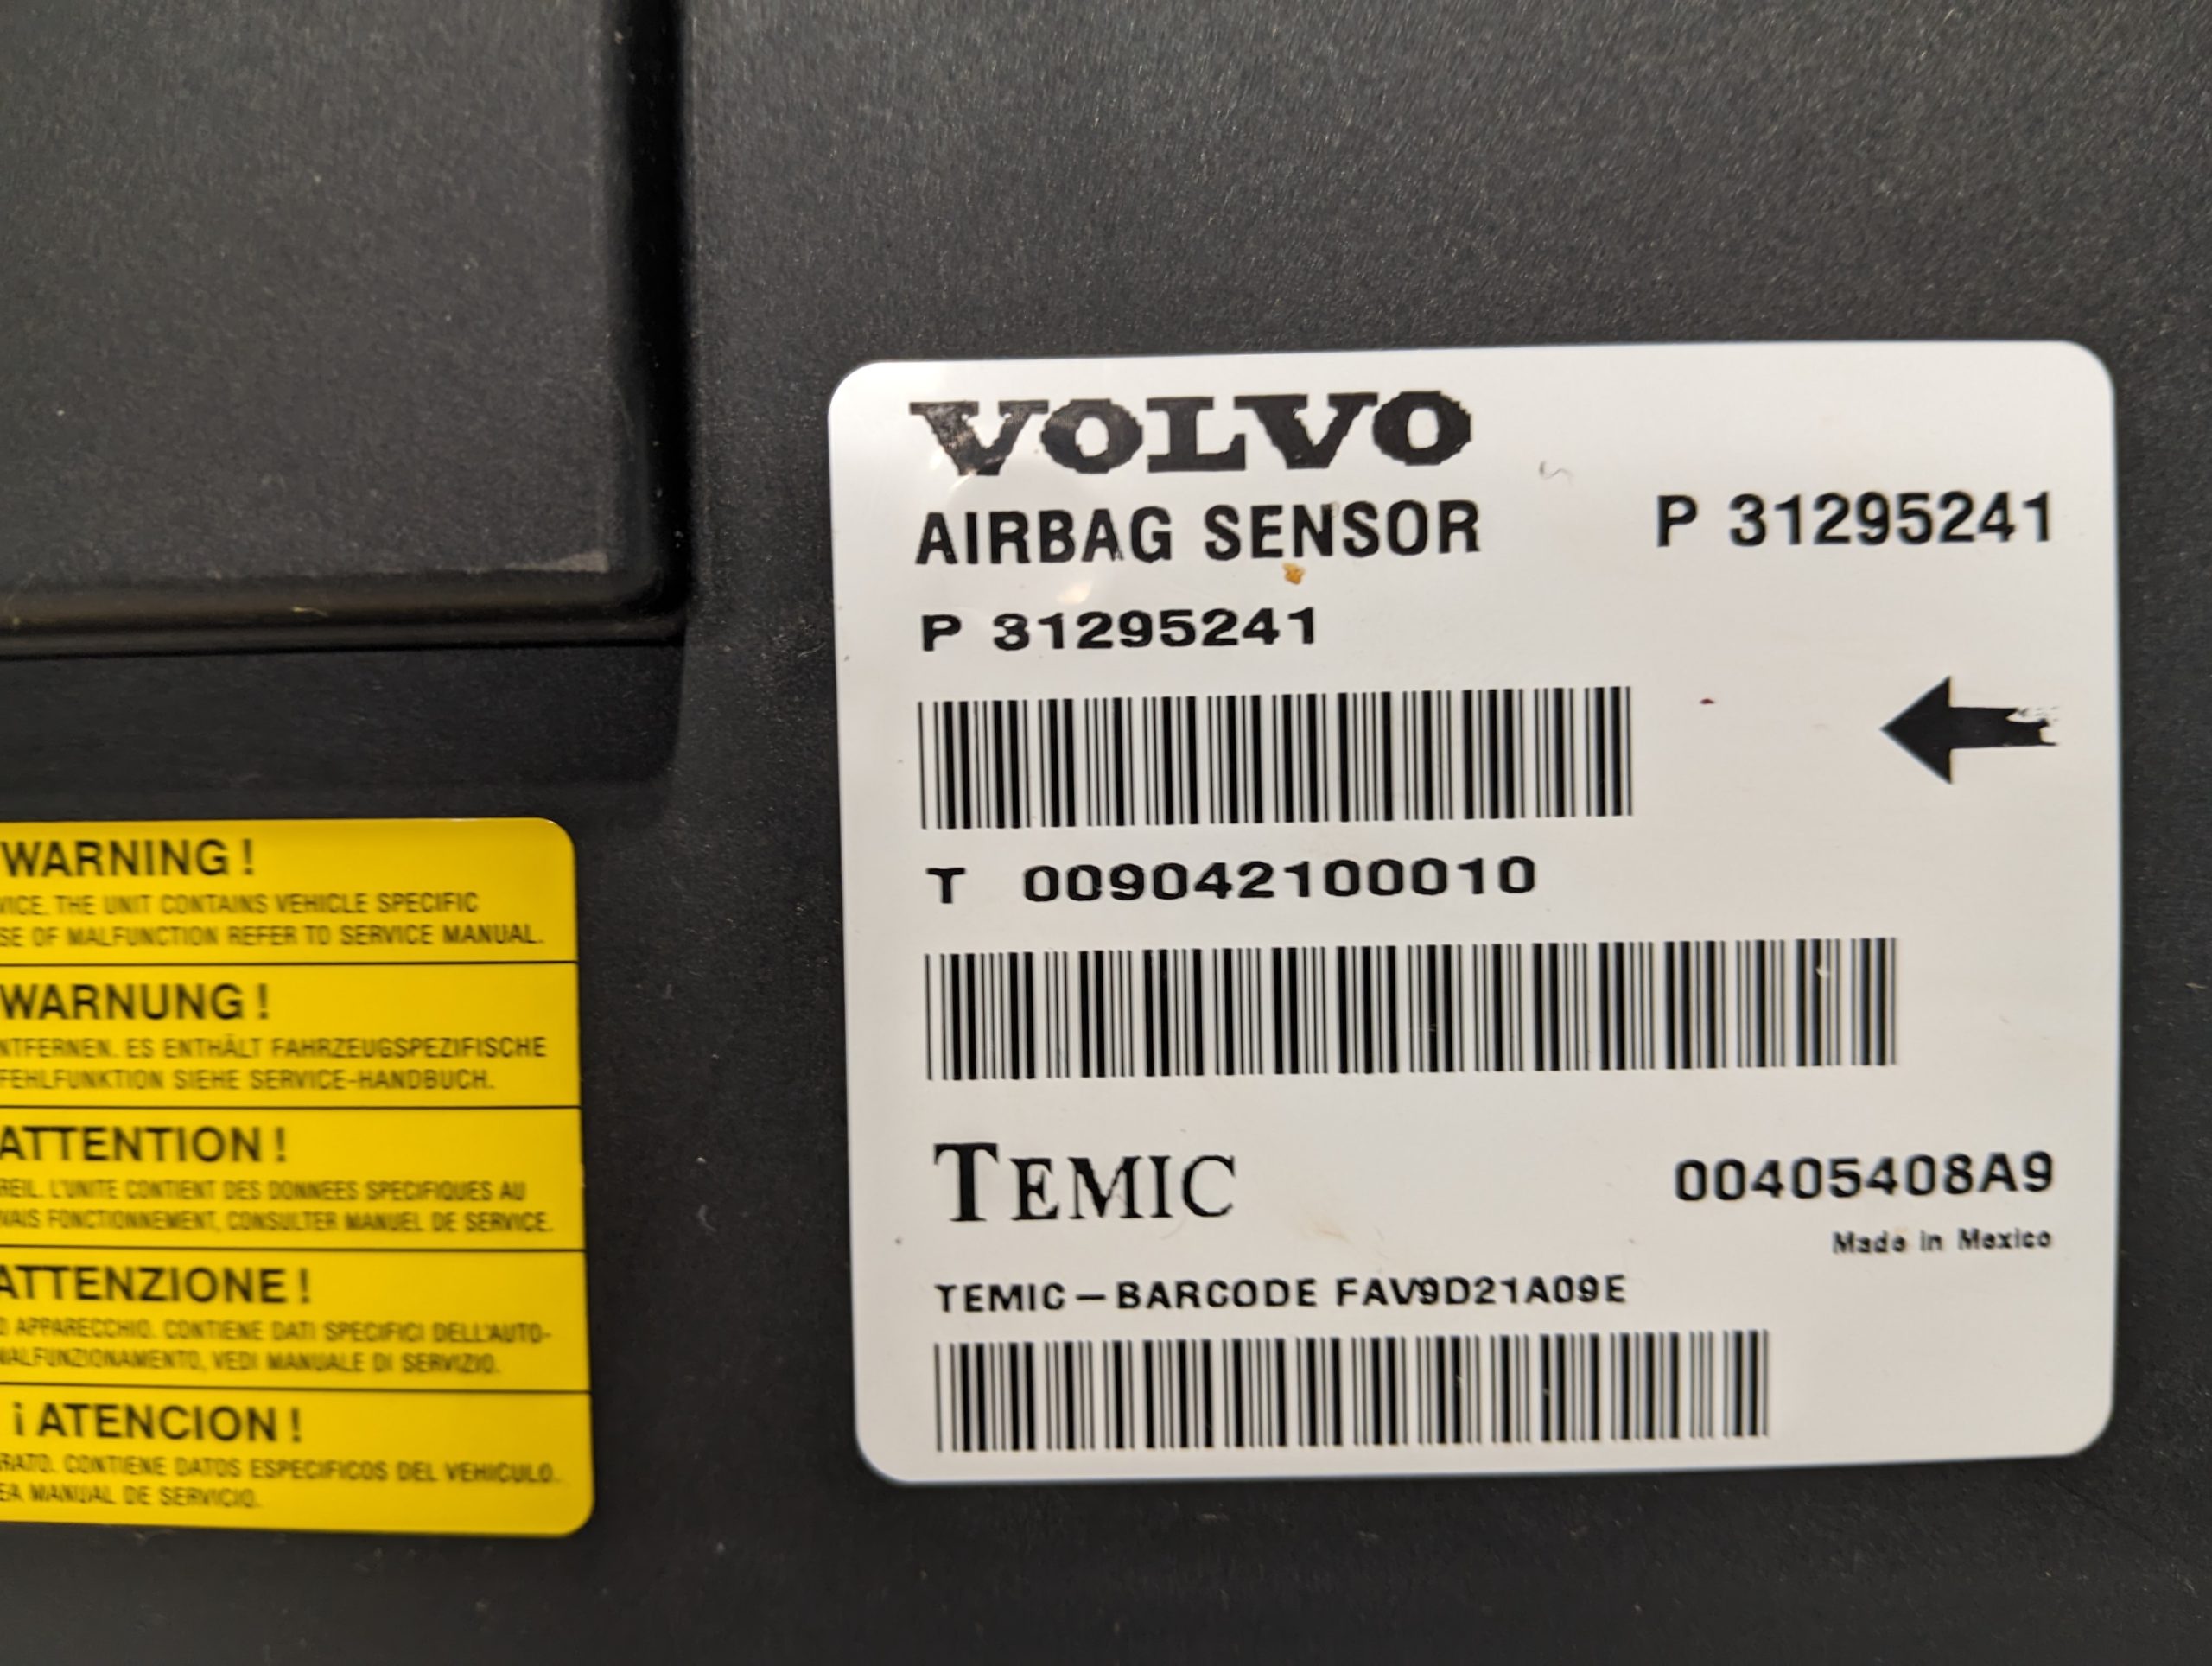 VOLVO
AIRBAG SENSOR P 31295241
P 31295241
T 009042100010
TEMIC 00405408A9
Made in Mexico
TEMIC-BARCODE FAV9D21A09E
WARNING!
VICE. THE UNIT CONTAINS VEHICLE SPECIFIC
SE OF MALFUNCTION REFER TO SERVICE MANUAL.
WARNUNG!
NTFERNEN. ES ENTHÄLT FAHRZEUGSPEZIFISCHE
FEHLFUNKTION SIEHE SERVICE-HANDBUCH.
ATTENTION!
REIL. L'UNITE CONTIENT DES DONNEES SPECIFIQUES AU
VAIS FONCTIONNEMENT, CONSULTER MANUEL DE SERVICE.
ATTENZIONE!
O APPARECCHIO. CONTIENE DATI SPECIFICI DELL'AUTO-
MALFUNZIONAMENTO, VEDI MANUALE DI SERVIZIO.
¡ATENCION!
RATO. CONTIENE DATOS ESPECIFICOS DEL VEHICULO.
EA MANUAL DE SERVICIO.